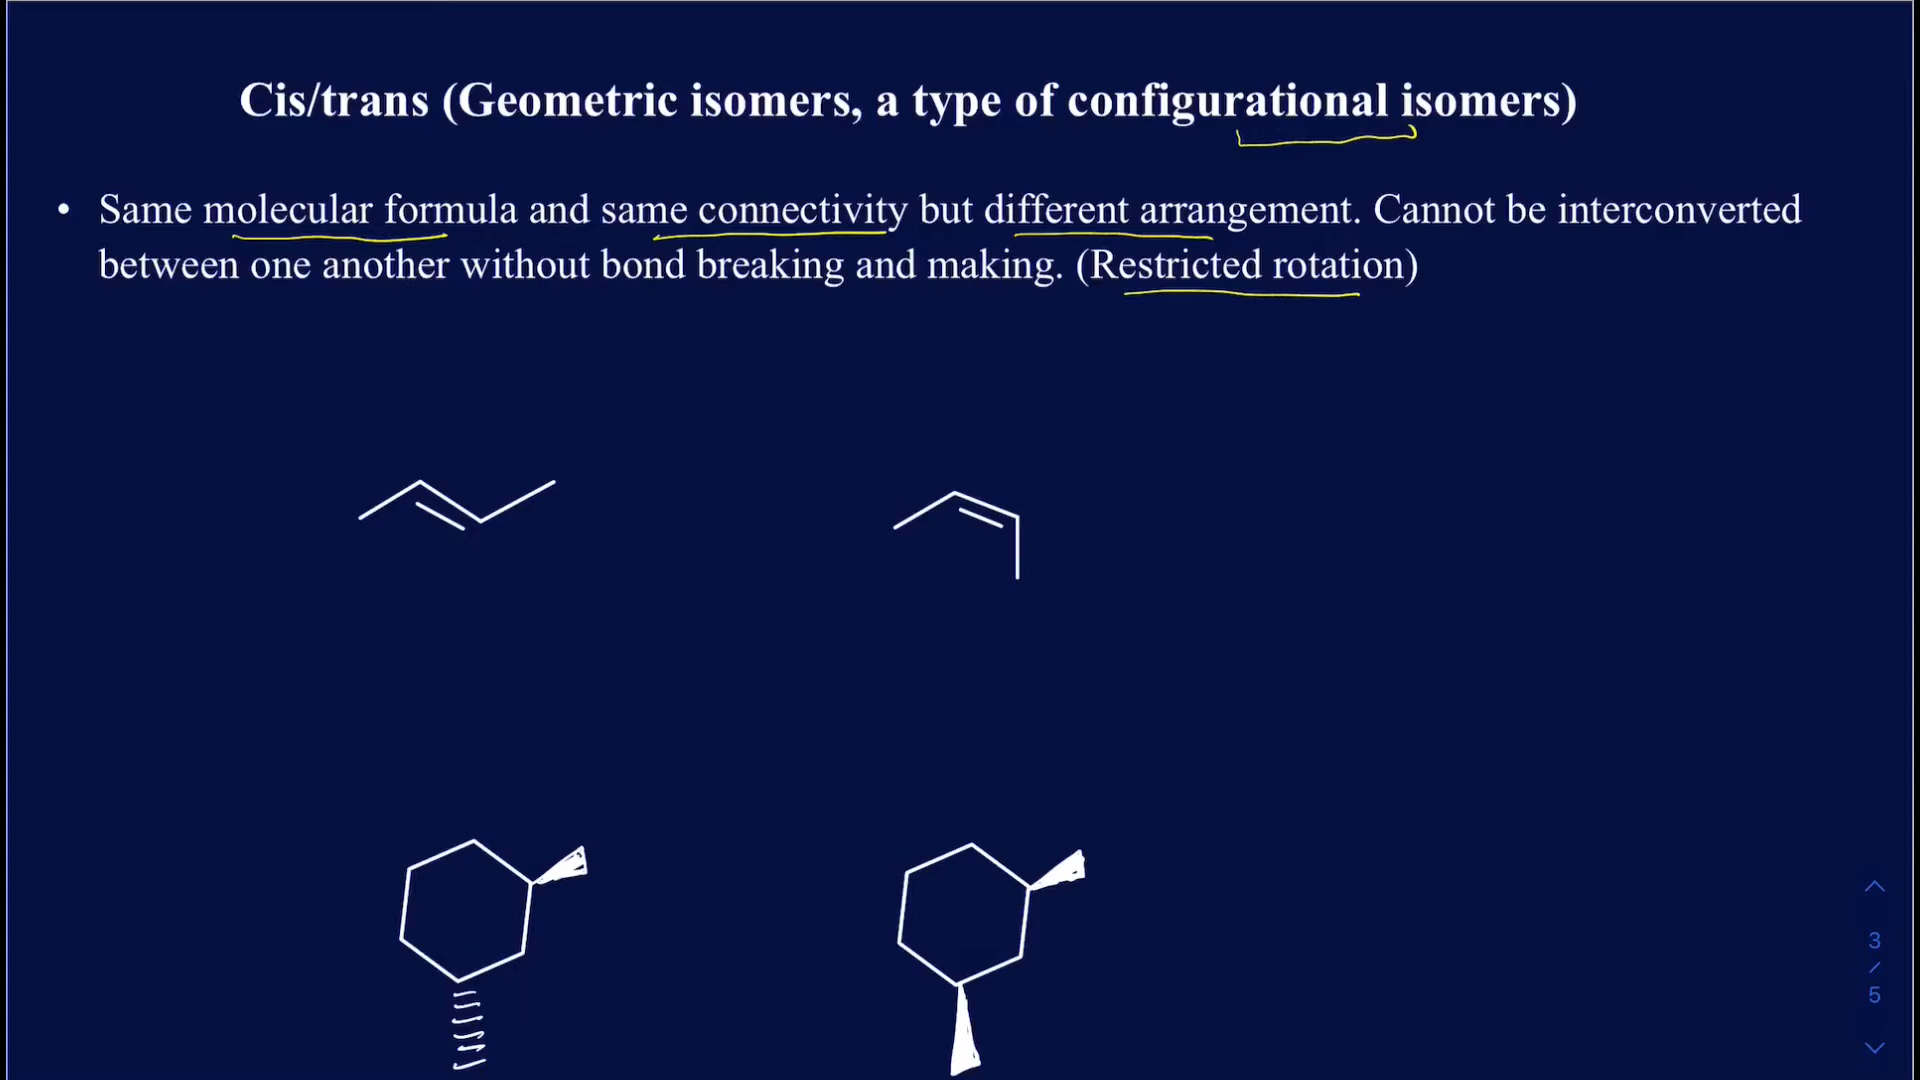 Cis/trans (Geometric isomers, a type of configurational isomers)
• Same molecular formula and same connectivity but different arrangement. Cannot be interconverted
between one another without bond breaking and making. (Restricted rotation)
3
/
5